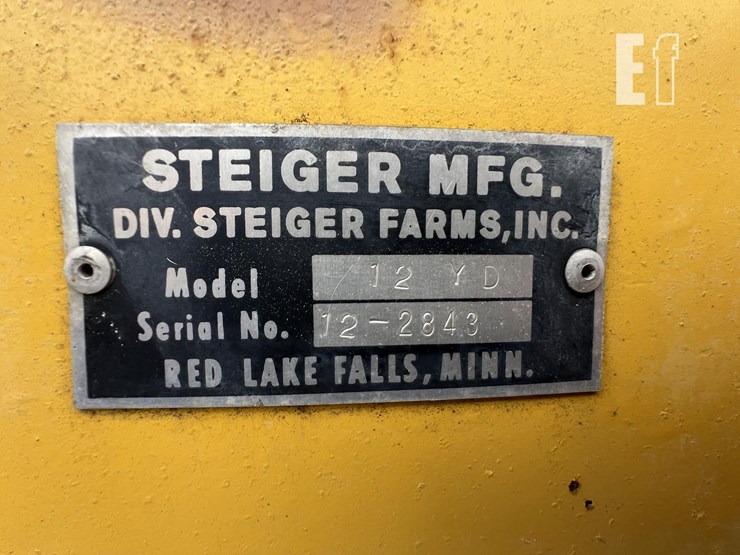 Ef
STEIGER MFG.
DIV. STEIGER FARMS, INC.
Model 12 YD
Serial No. 12-2843
RED LAKE FALLS, MINN.